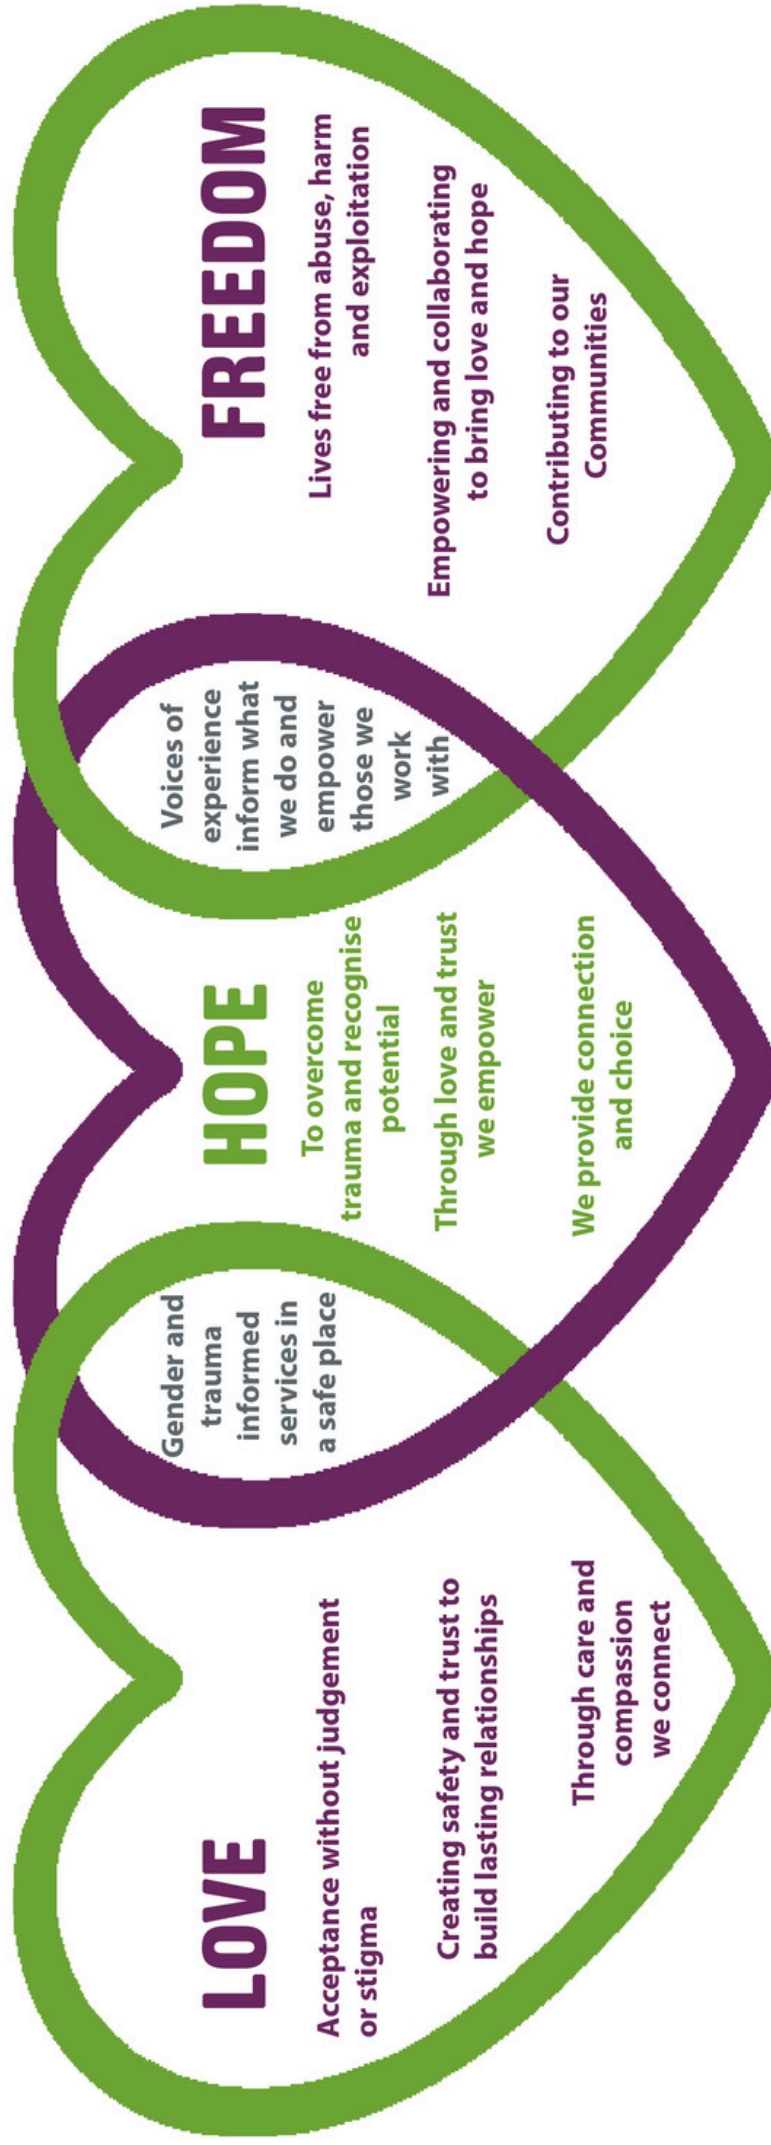 LOVE
Acceptance without judgement
or stigma
Creating safety and trust to
build lasting relationships
Through care and
compassion
we connect
Gender and
trauma
informed
services in
a safe place
HOPE
To overcome
trauma and recognise
potential
Through love and trust
we empower
We provide connection
and choice
Voices of
experience
inform what
we do and
empower
those we
work
with
FREEDOM
Lives free from abuse, harm
and exploitation
Empowering and collaborating
to bring love and hope
Contributing to our
Communities